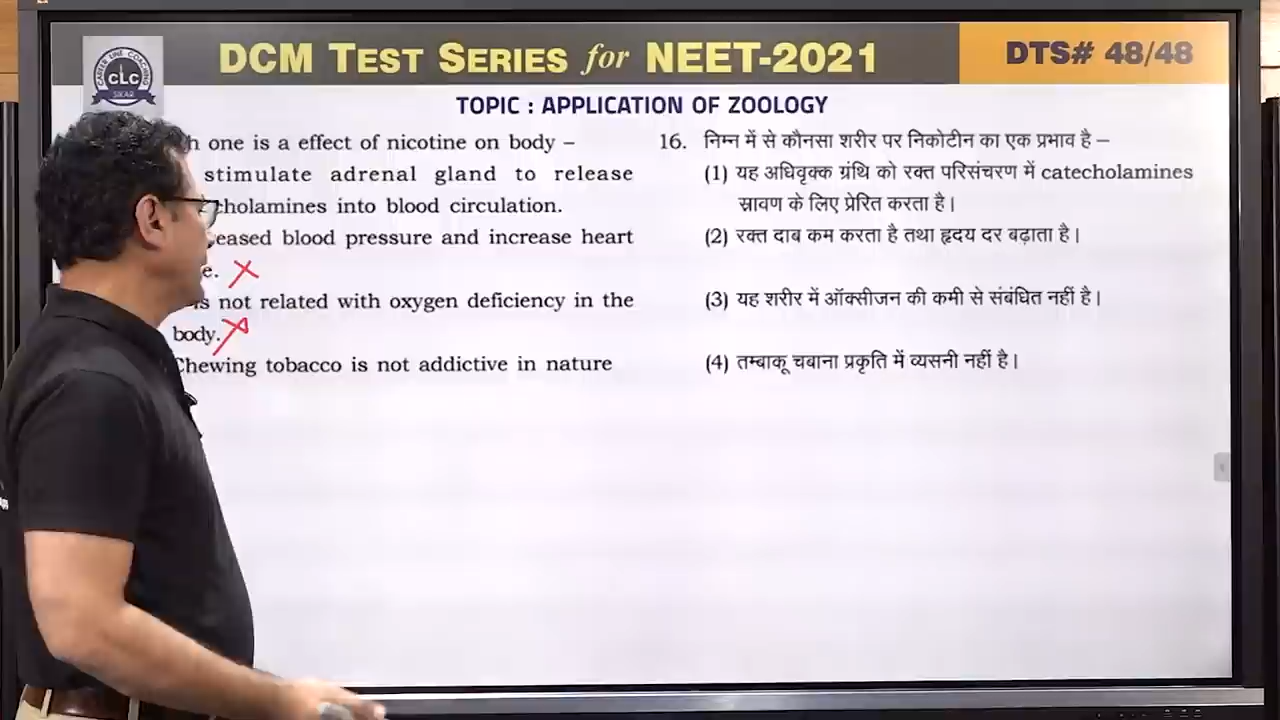 DCM TEST SERIES for NEET-2021
DTS# 48/48
CLC
SIKAR
TOPIC : APPLICATION OF ZOOLOGY
one is a effect of nicotine on body –
stimulate adrenal gland to release
into blood circulation.
blood pressure and increase heart
is not related with oxygen deficiency in the
body.
Chewing tobacco is not addictive in nature
16. निम्न में से कौनसा शरीर पर निकोटीन का एक प्रभाव है –
(1) यह अधिवृक्क ग्रंथि को रक्त परिसंचरण में catecholamines
स्रावण के लिए प्रेरित करता है।
(2) रक्त दाब कम करता है तथा हृदय दर बढ़ाता है।
(3) यह शरीर में ऑक्सीजन की कमी से संबंधित नहीं है।
(4) तम्बाकू चबाना प्रकृति में व्यसनी नहीं है।